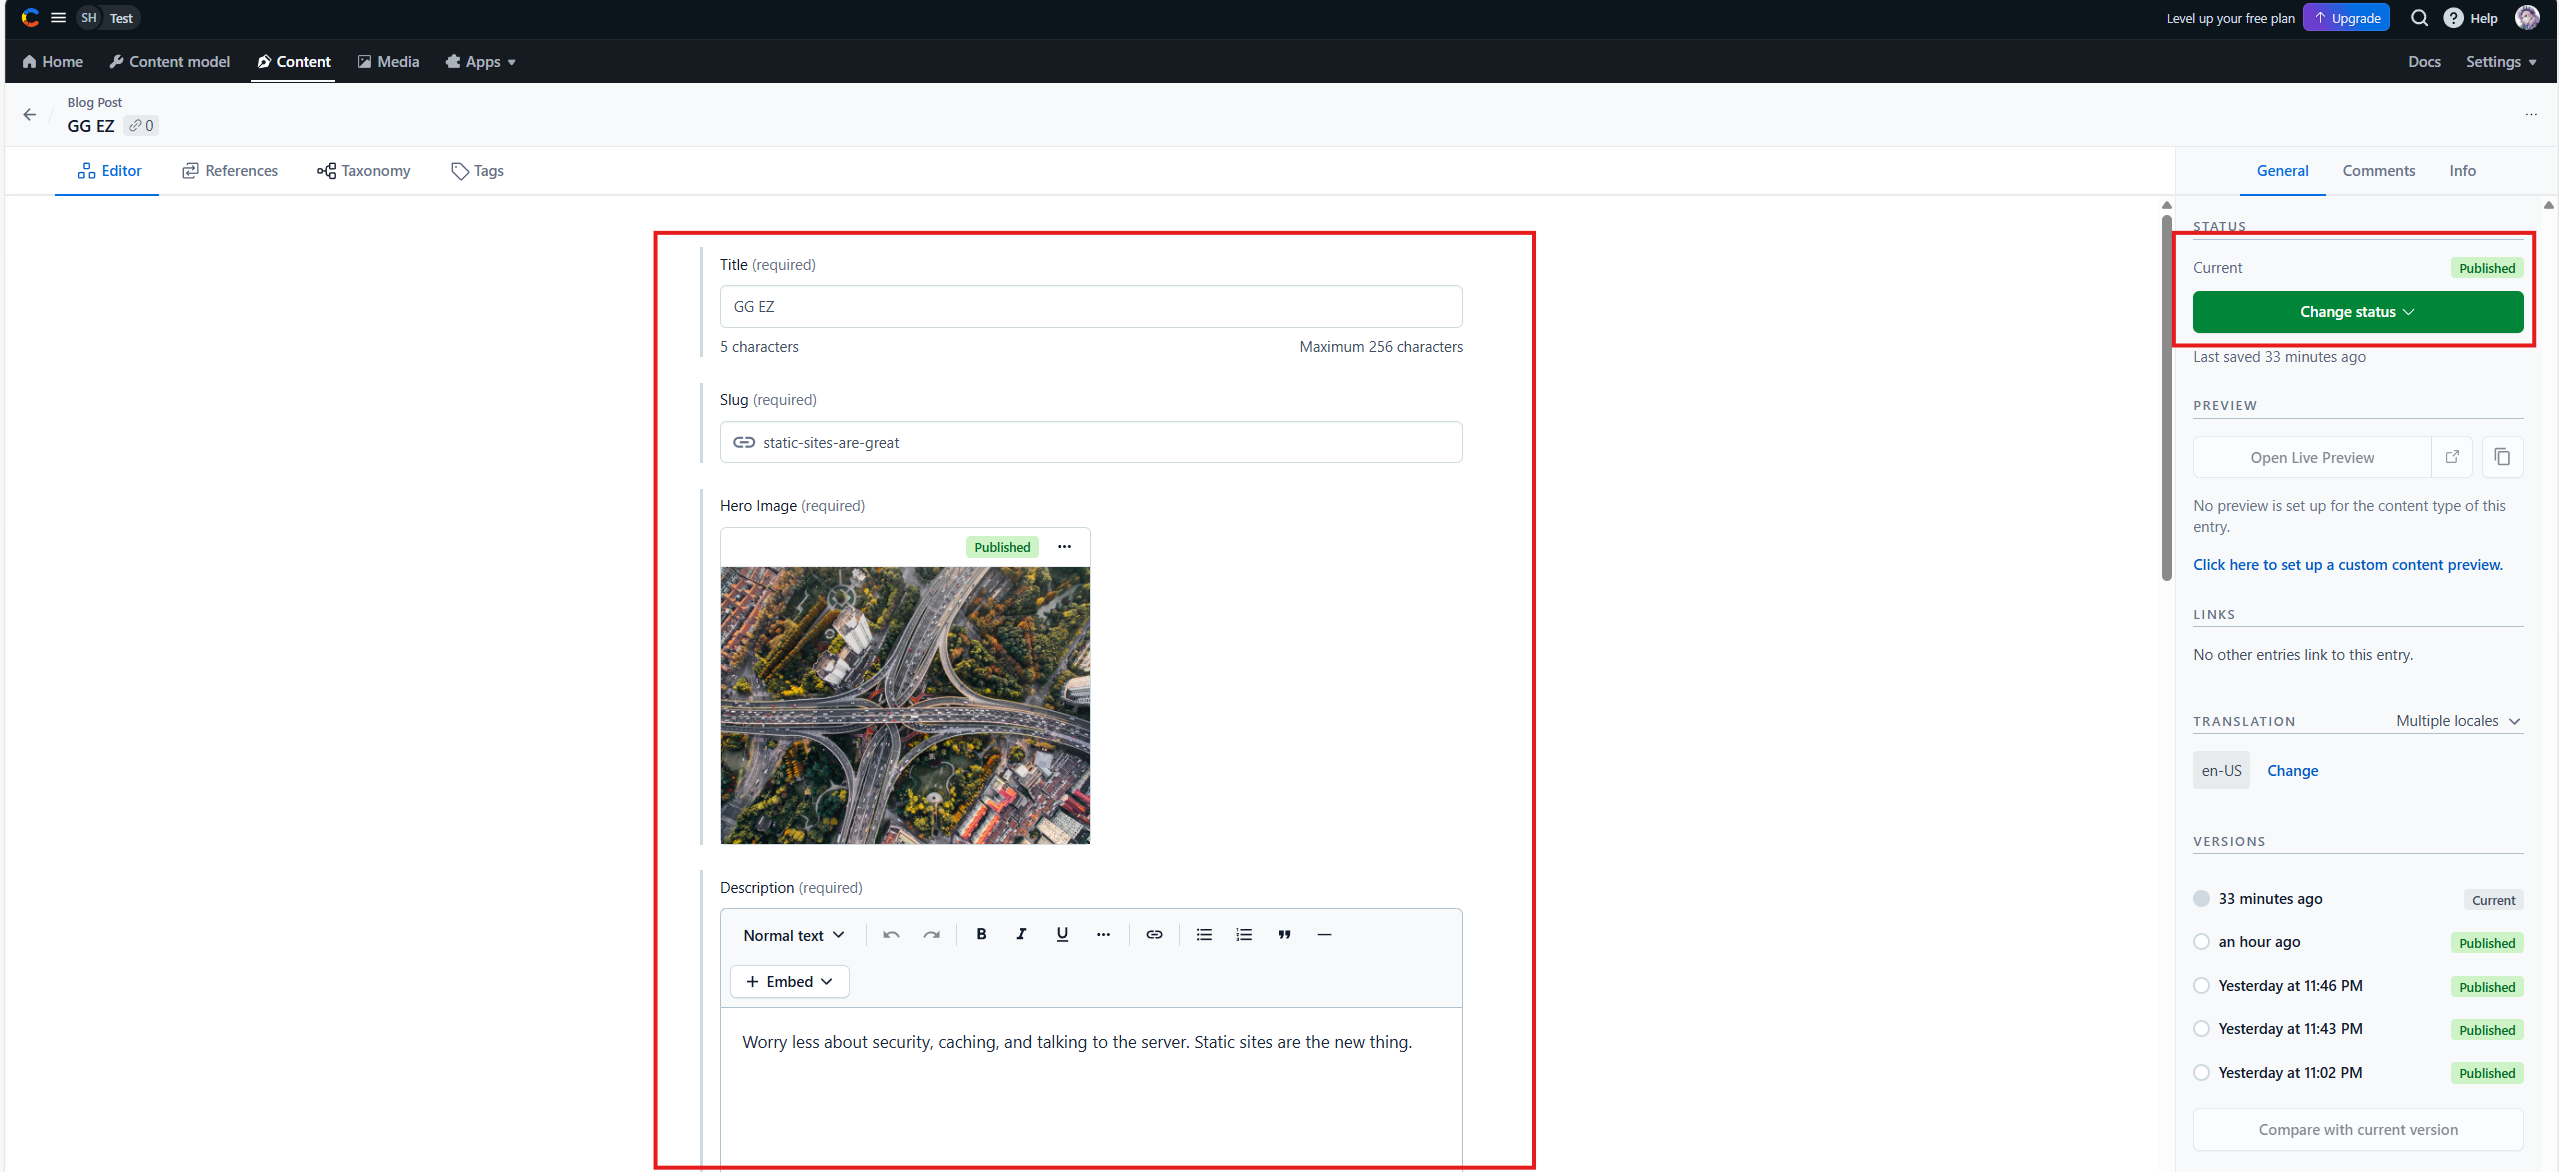 SH Test
Level up your free plan
Upgrade
Help
Home
Content model
Content
Media
Apps
Docs
Settings
Blog Post
GG EZ
0
...
Editor
References
Taxonomy
Tags
General
Comments
Info
Title (required)
GG EZ
5 characters
Maximum 256 characters
Slug (required)
static-sites-are-great
Hero Image (required)
Published
Description (required)
Normal text
B I U
Embed
Worry less about security, caching, and talking to the server. Static sites are the new thing.
STATUS
Current
Published
Change status
Last saved 33 minutes ago
PREVIEW
Open Live Preview
No preview is set up for the content type of this
entry.
Click here to set up a custom content preview.
LINKS
No other entries link to this entry.
TRANSLATION
Multiple locales
en-US
Change
VERSIONS
33 minutes ago
Current
an hour ago
Published
Yesterday at 11:46 PM
Published
Yesterday at 11:43 PM
Published
Yesterday at 11:02 PM
Published
Compare with current version